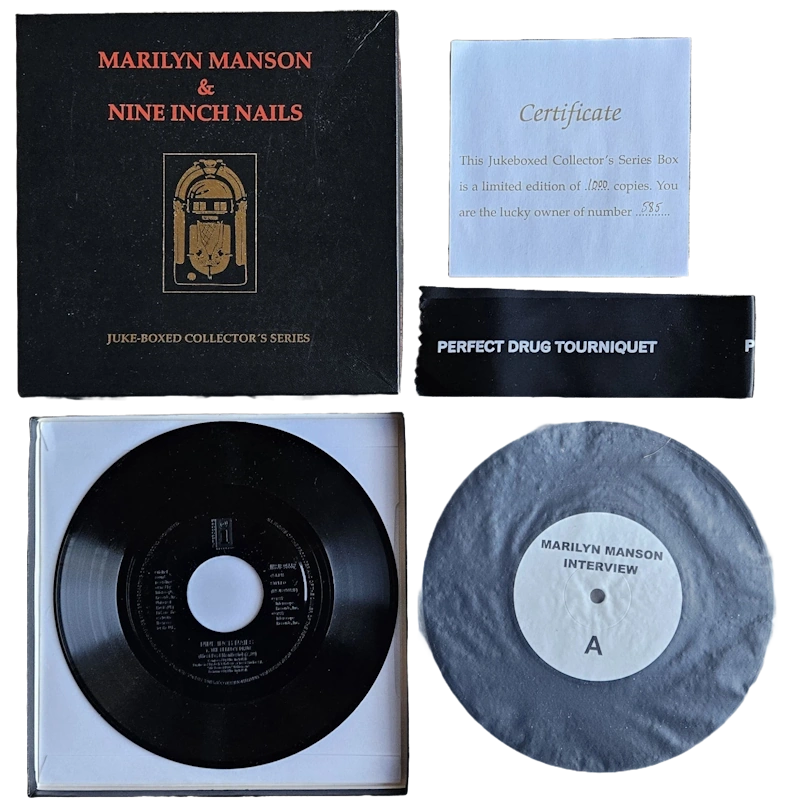 MARILYN MANSON
&
NINE INCH NAILS
JUKE-BOXED COLLECTOR'S SERIES
Certificate
This Jukeboxed Collector's Series Box
is a limited edition of .1000. copies. You
are the lucky owner of number ..585....
PERFECT DRUG TOURNIQUET P
MARILYN MANSON
INTERVIEW
A